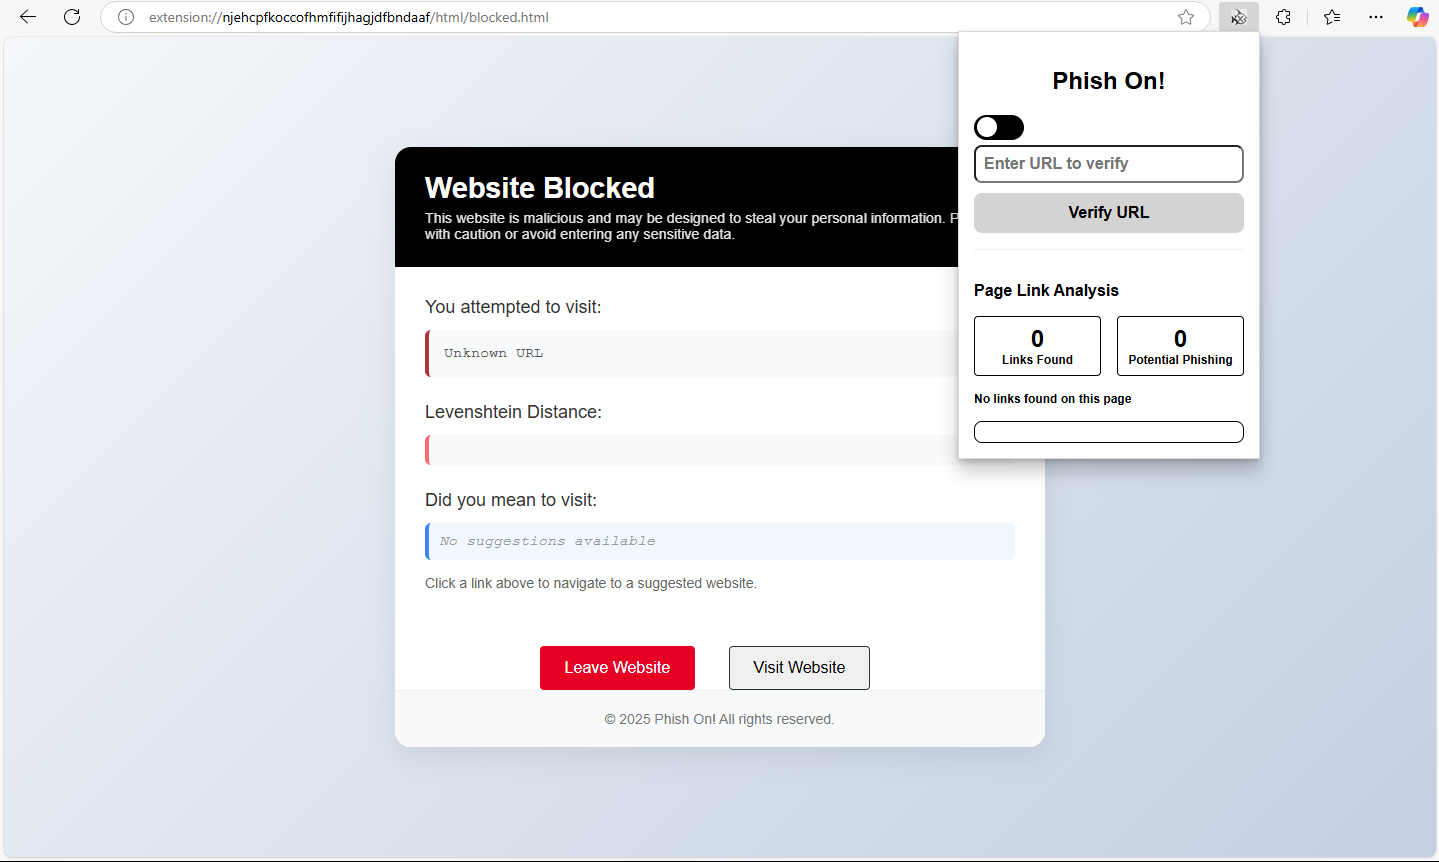 extension://njehcpfkoccofhmfifijhagjdfbndaaf/html/blocked.html
Phish On!
Enter URL to verify
Verify URL
Page Link Analysis
0
Links Found
0
Potential Phishing
No links found on this page
Website Blocked
This website is malicious and may be designed to steal your personal information. P
with caution or avoid entering any sensitive data.
You attempted to visit:
Unknown URL
Levenshtein Distance:
Did you mean to visit:
No suggestions available
Click a link above to navigate to a suggested website.
Leave Website
Visit Website
© 2025 Phish On! All rights reserved.